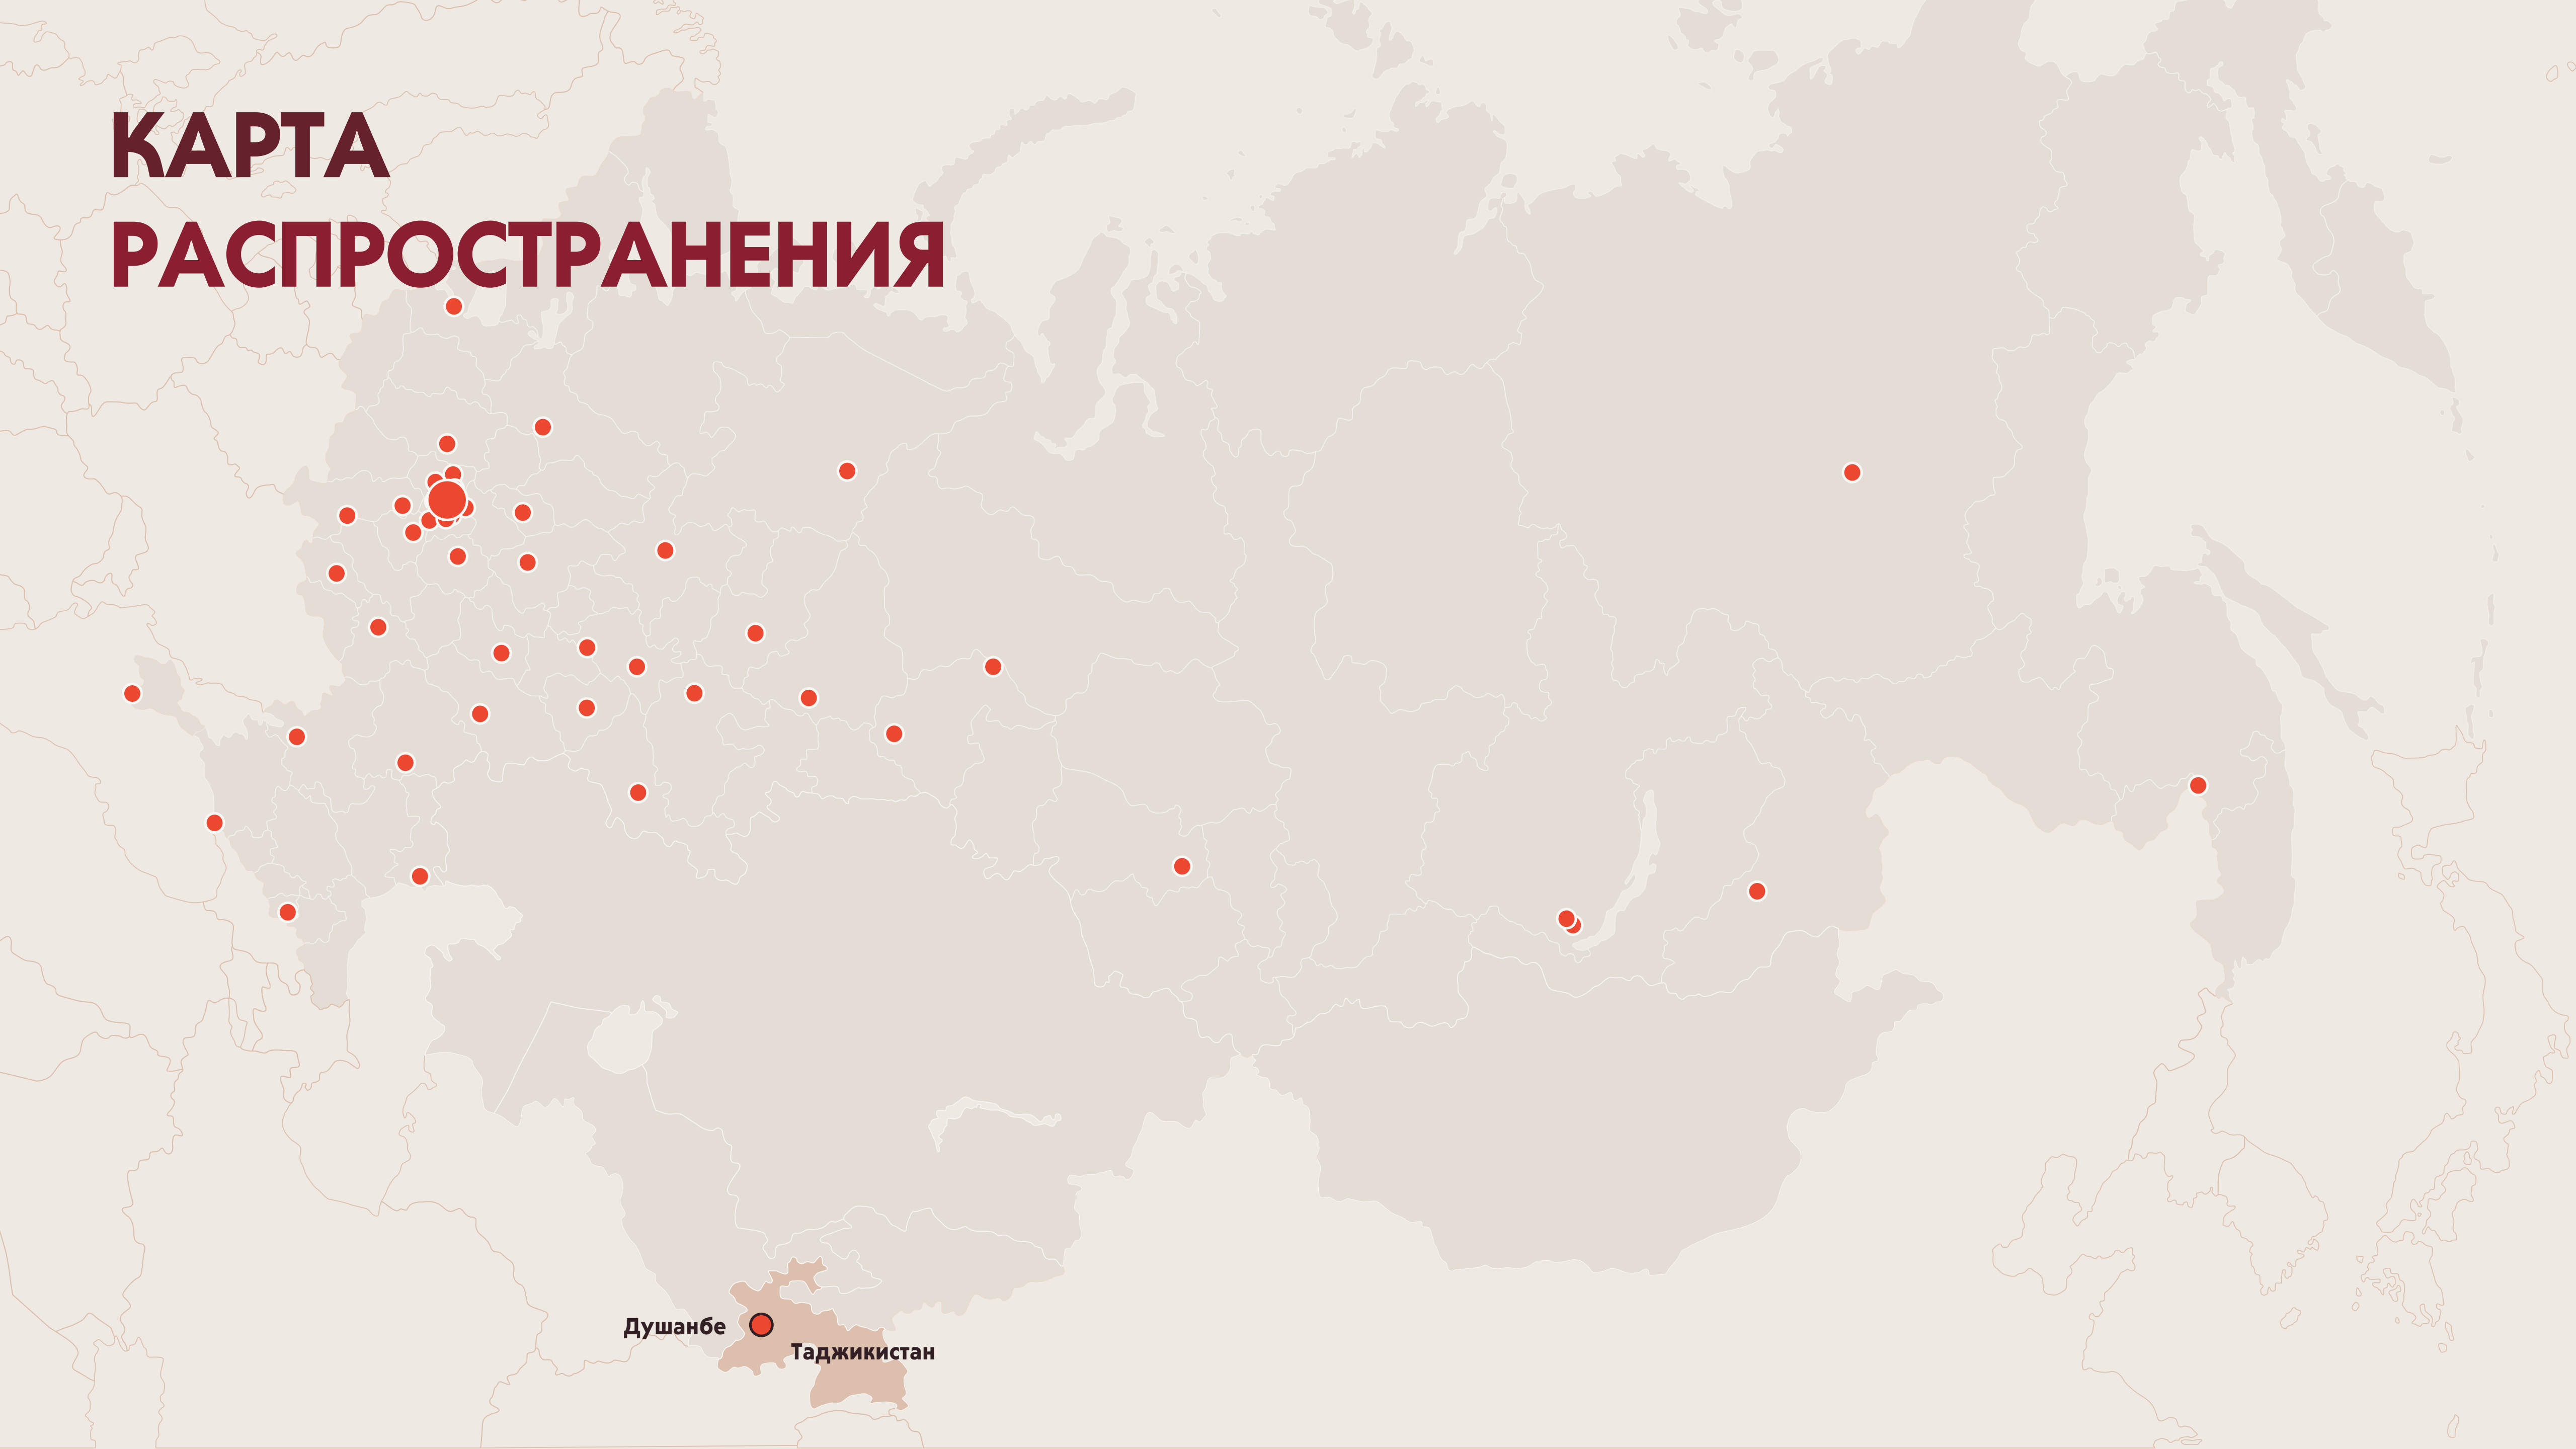 КАРТА
РАСПРОСТРАНЕНИЯ
Душанбе
Таджикистан